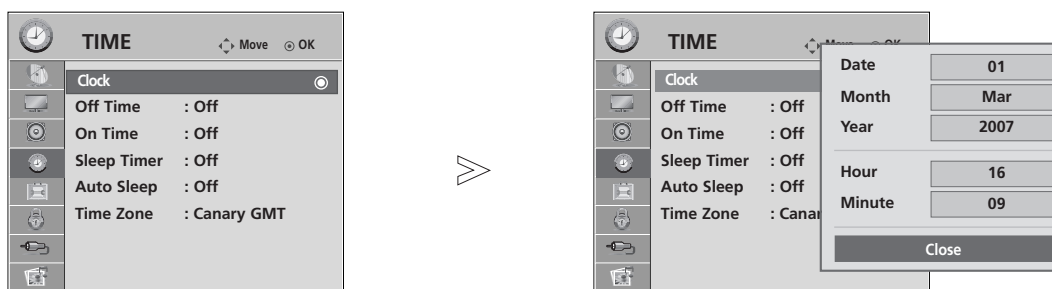 TIME Move OK
Clock
Off Time : Off
On Time : Off
Sleep Timer : Off
Auto Sleep : Off
Time Zone : Canary GMT
>
TIME
Clock
Off Time : Off
On Time : Off
Sleep Timer : Off
Auto Sleep : Off
Time Zone : Canar
Date 01
Month Mar
Year 2007
Hour 16
Minute 09
Close